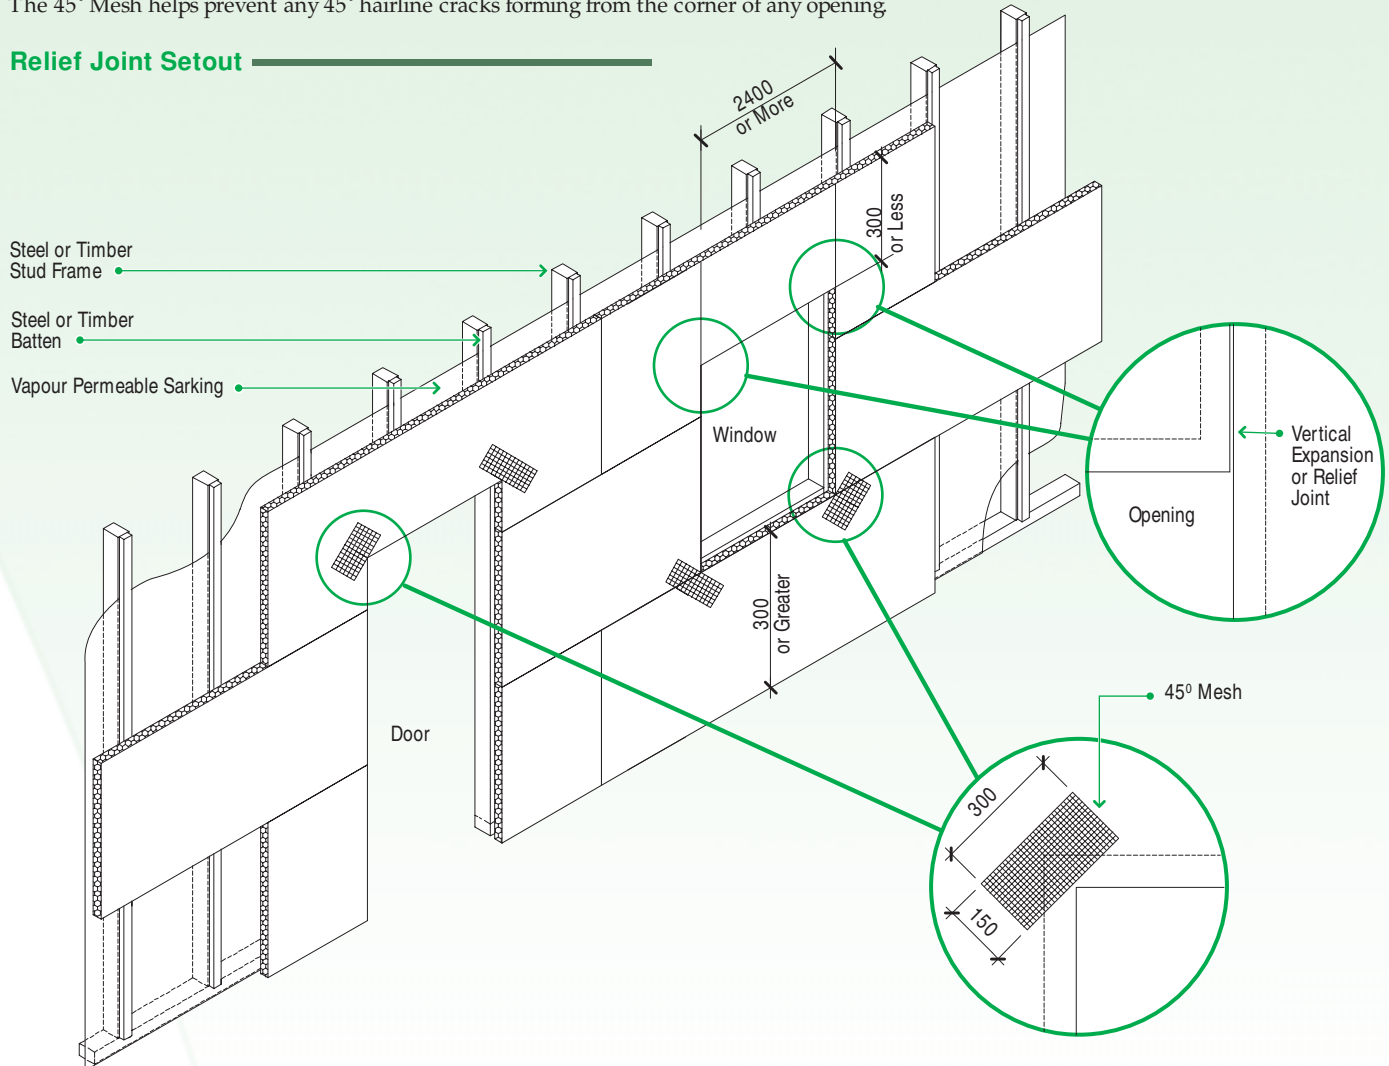 The 45° Mesh helps prevent any 45° hairline cracks forming from the corner of any opening.
Relief Joint Setout
2400
or More
300
or Less
Steel or Timber
Stud Frame
Steel or Timber
Batten
Vapour Permeable Sarking
Window
Vertical
Expansion
or Relief
Joint
Opening
300
or Greater
45º Mesh
Door
300
150